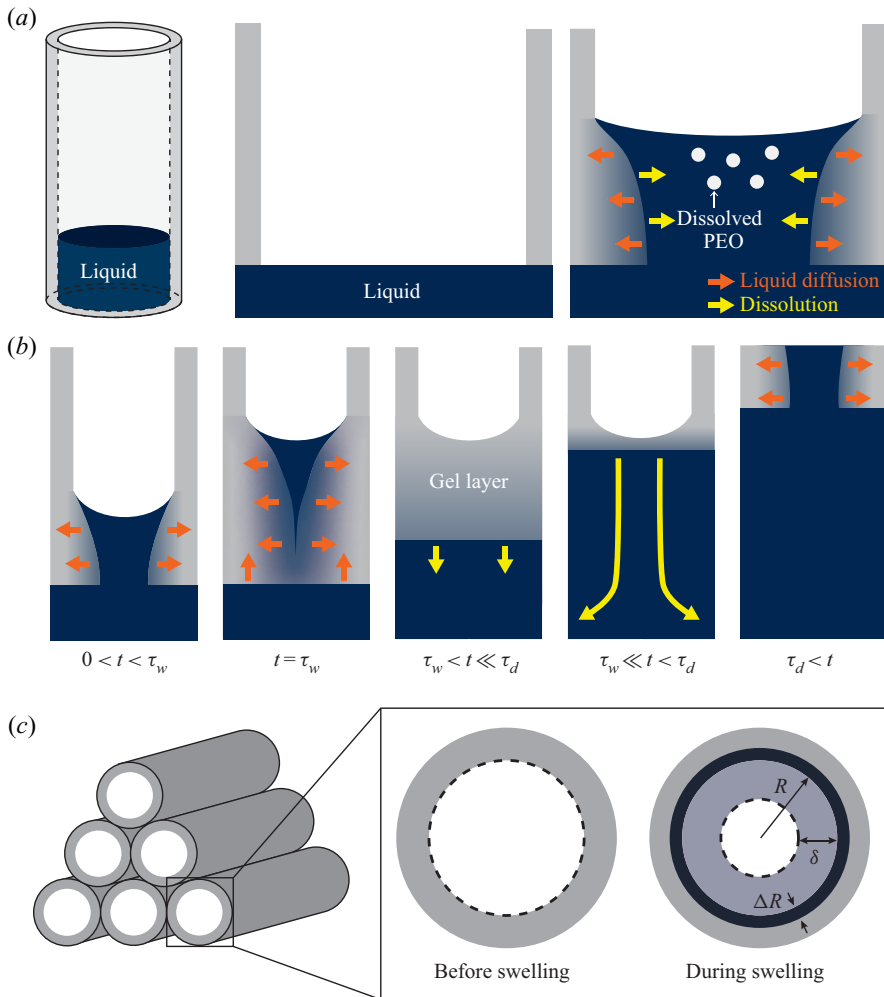 (a)
Liquid
Liquid
Dissolved
PEO
Liquid diffusion
Dissolution
(b)
Gel layer
0 < t < τw
t = τw
τw < t ≪ τd
τw ≪ t < τd
τd < t
(c)
R
δ
ΔR
Before swelling
During swelling